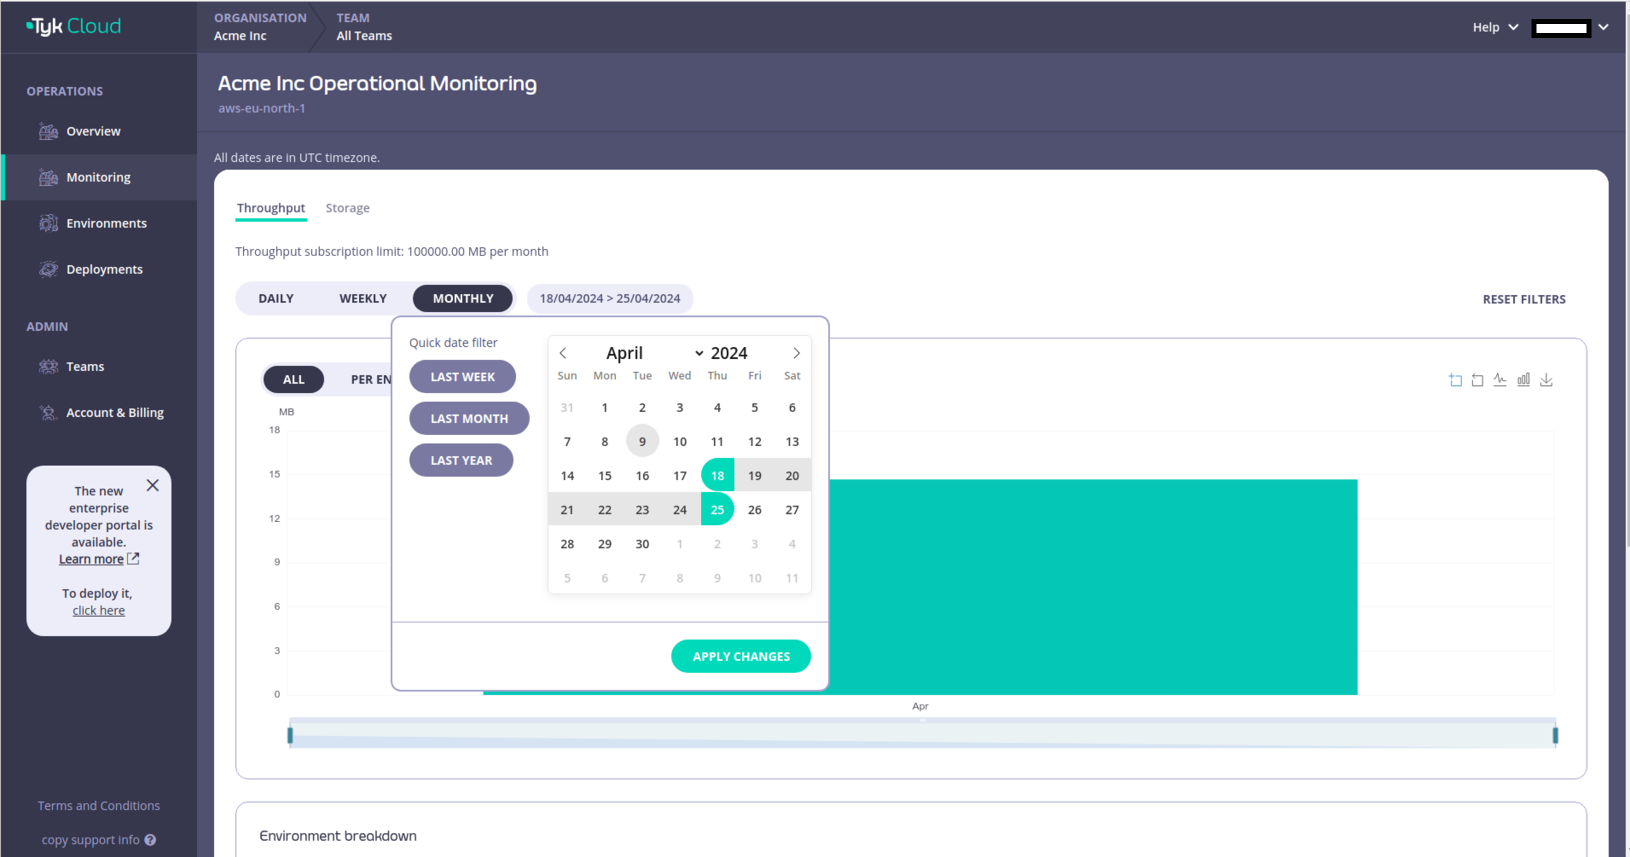 Tyk Cloud
ORGANISATION
Acme Inc
TEAM
All Teams
Help
OPERATIONS
Overview
Monitoring
Environments
Deployments
ADMIN
Teams
Account & Billing
The new
enterprise
developer portal is
available.
Learn more
To deploy it,
click here
Terms and Conditions
copy support info ?
Acme Inc Operational Monitoring
aws-eu-north-1
All dates are in UTC timezone.
Throughput Storage
Throughput subscription limit: 100000.00 MB per month
DAILY WEEKLY MONTHLY 18/04/2024 > 25/04/2024 RESET FILTERS
ALL PER EN
Quick date filter
LAST WEEK
LAST MONTH
LAST YEAR
April 2024
Sun Mon Tue Wed Thu Fri Sat
31 1 2 3 4 5 6
7 8 9 10 11 12 13
14 15 16 17 18 19 20
21 22 23 24 25 26 27
28 29 30 1 2 3 4
5 6 7 8 9 10 11
APPLY CHANGES
MB
18
15
12
9
6
3
0
Apr
Environment breakdown